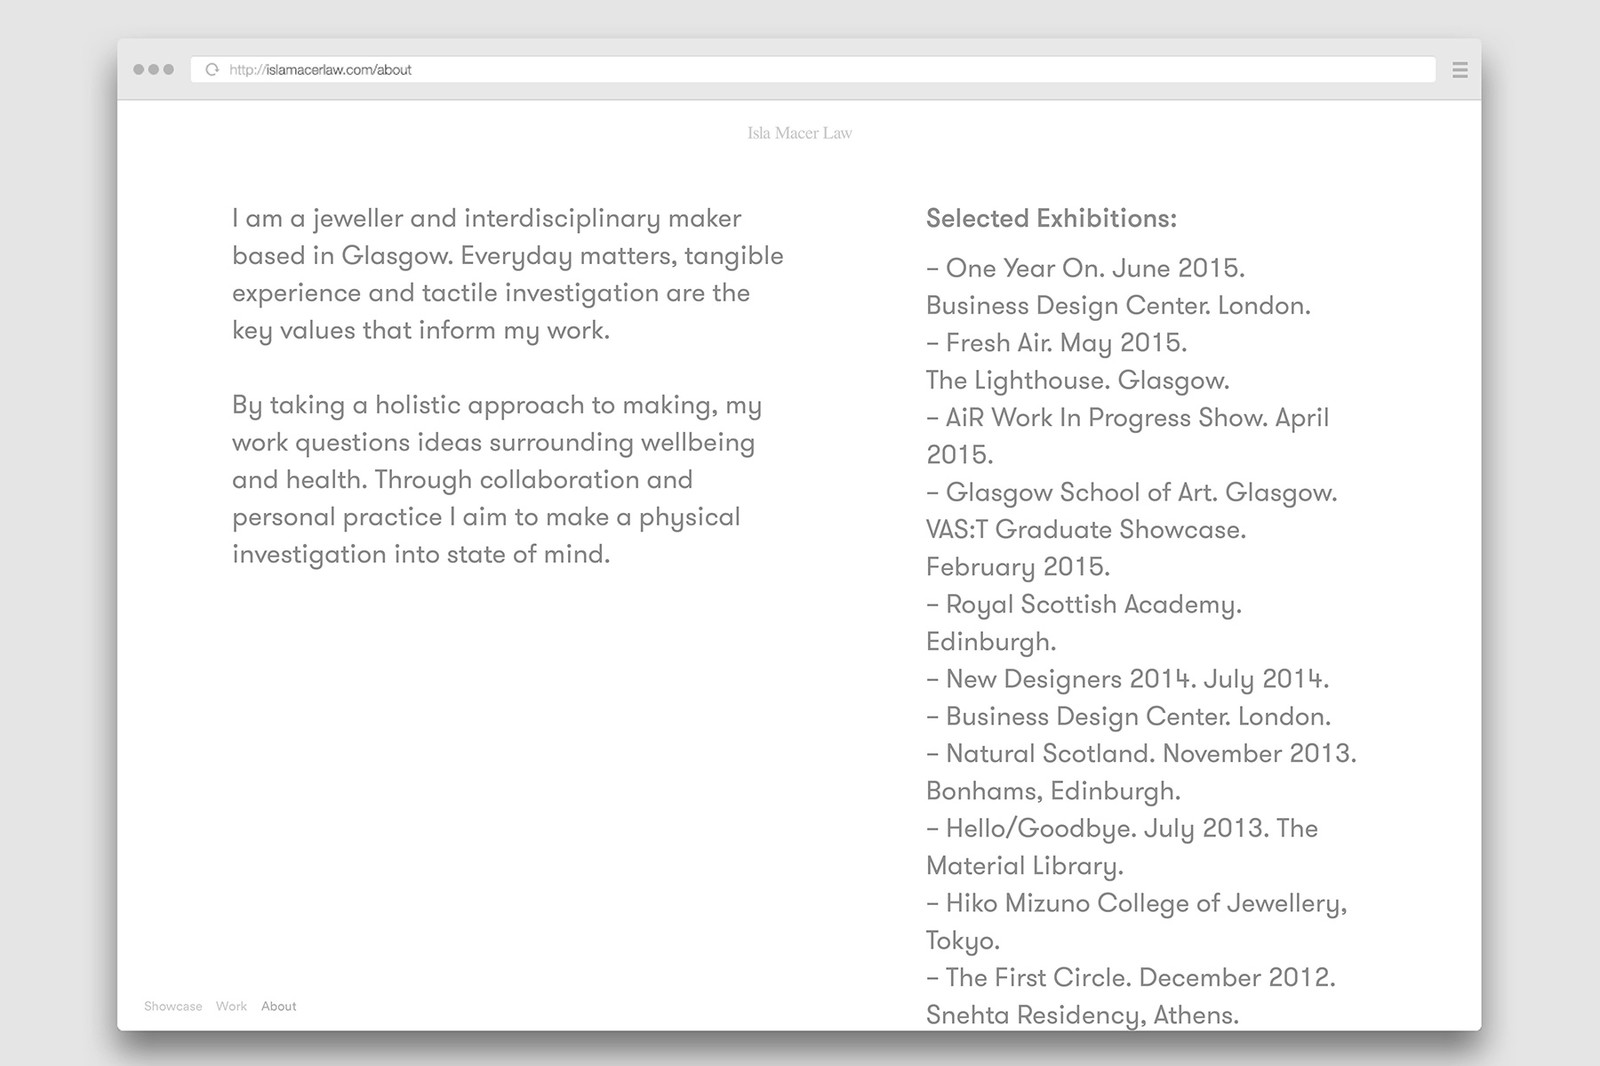 http://islamacerlaw.com/about
Isla Macer Law
I am a jeweller and interdisciplinary maker
based in Glasgow. Everyday matters, tangible
experience and tactile investigation are the
key values that inform my work.
By taking a holistic approach to making, my
work questions ideas surrounding wellbeing
and health. Through collaboration and
personal practice I aim to make a physical
investigation into state of mind.
Selected Exhibitions:
– One Year On. June 2015.
Business Design Center. London.
– Fresh Air. May 2015.
The Lighthouse. Glasgow.
– AiR Work In Progress Show. April
2015.
– Glasgow School of Art. Glasgow.
VAS:T Graduate Showcase.
February 2015.
– Royal Scottish Academy.
Edinburgh.
– New Designers 2014. July 2014.
– Business Design Center. London.
– Natural Scotland. November 2013.
Bonhams, Edinburgh.
– Hello/Goodbye. July 2013. The
Material Library.
– Hiko Mizuno College of Jewellery,
Tokyo.
– The First Circle. December 2012.
Snehta Residency, Athens.
Showcase Work About